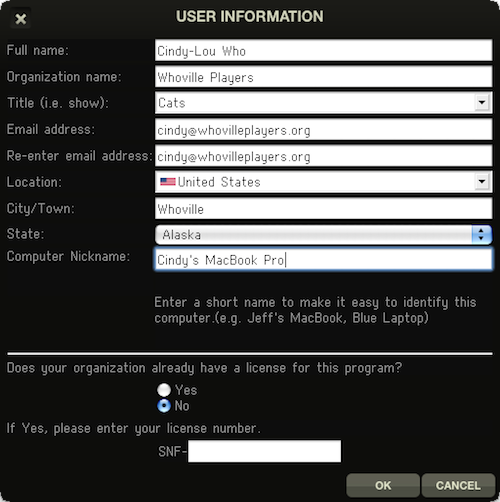 USER INFORMATION
Full name: Cindy-Lou Who
Organization name: Whoville Players
Title (i.e. show): Cats
Email address: cindy@whovilleplayers.org
Re-enter email address: cindy@whovilleplayers.org
Location: United States
City/Town: Whoville
State: Alaska
Computer Nickname: Cindy's MacBook Pro
Enter a short name to make it easy to identify this
computer.(e.g. Jeff's MacBook, Blue Laptop)
Does your organization already have a license for this program?
Yes
No
If Yes, please enter your license number.
SNF-
OK CANCEL